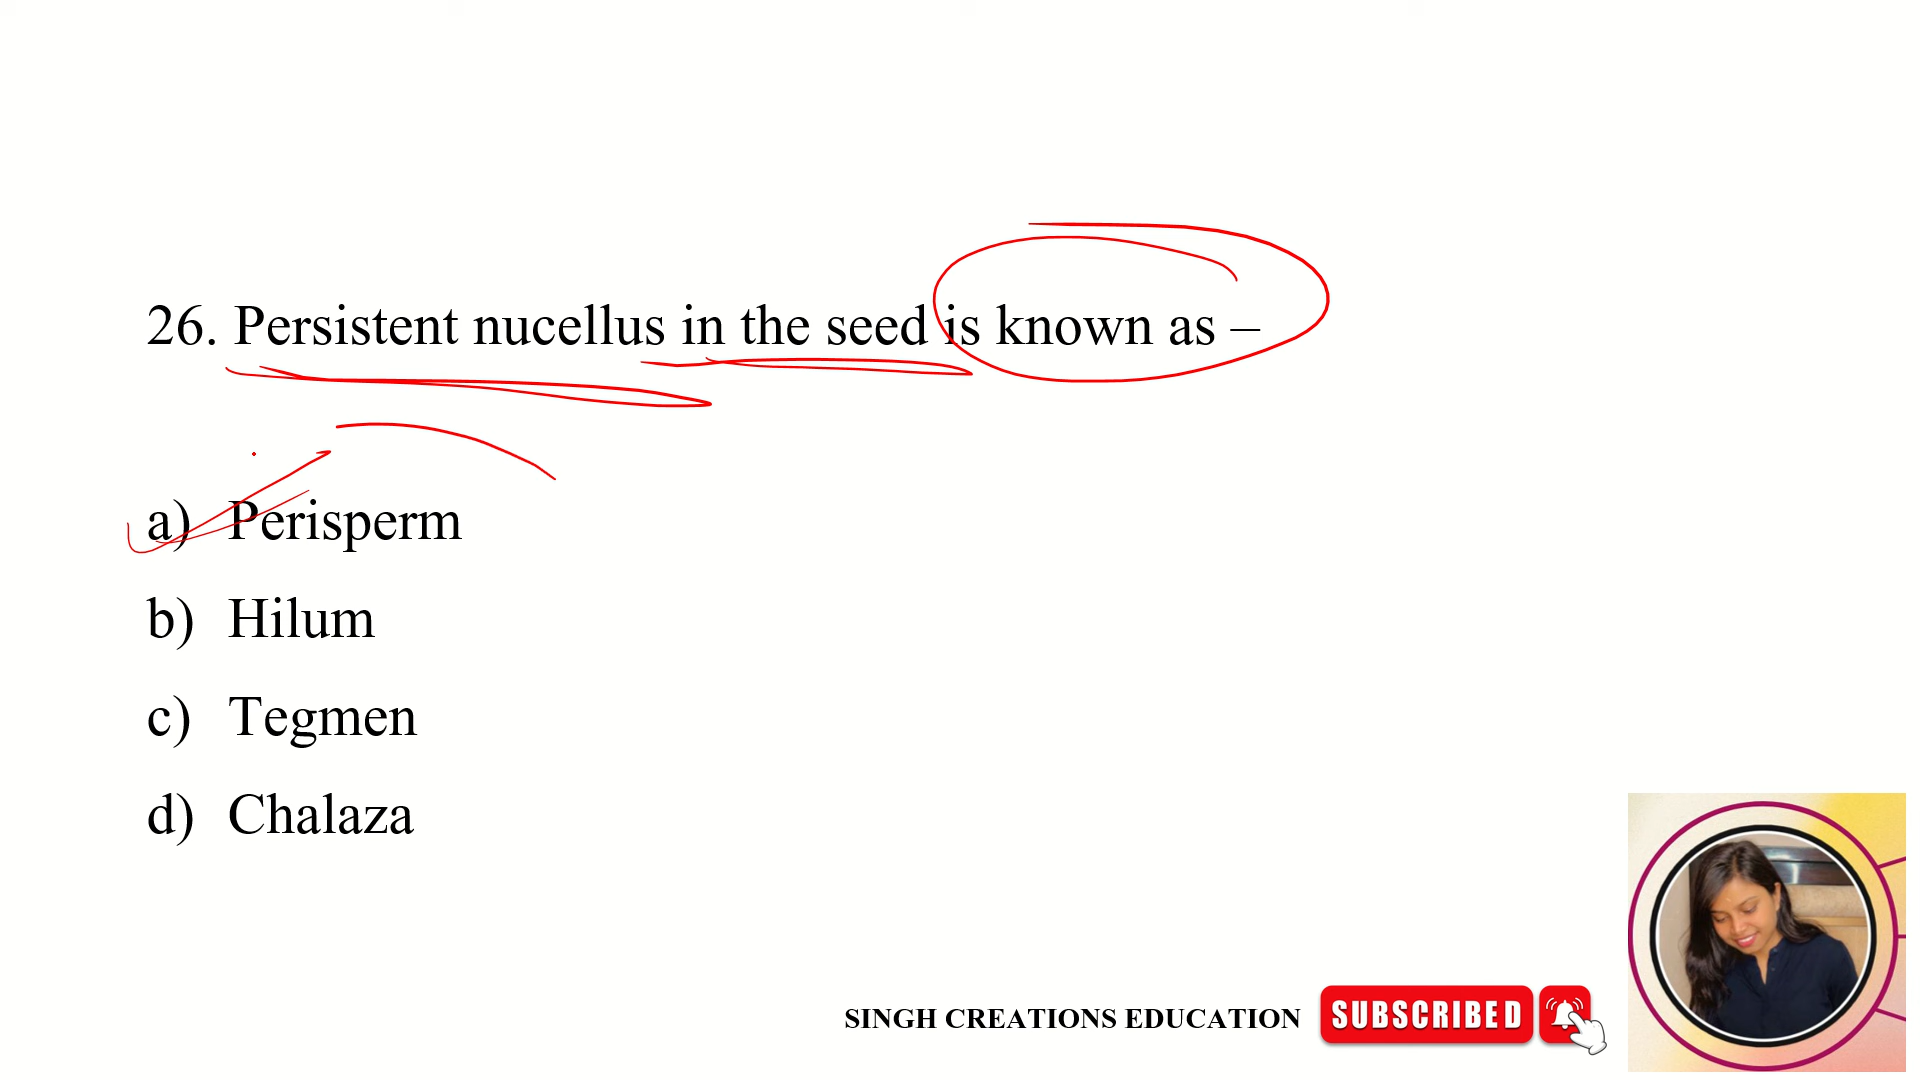 26. Persistent nucellus in the seed is known as –
a) Perisperm
b) Hilum
c) Tegmen
d) Chalaza
SINGH CREATIONS EDUCATION
SUBSCRIBED